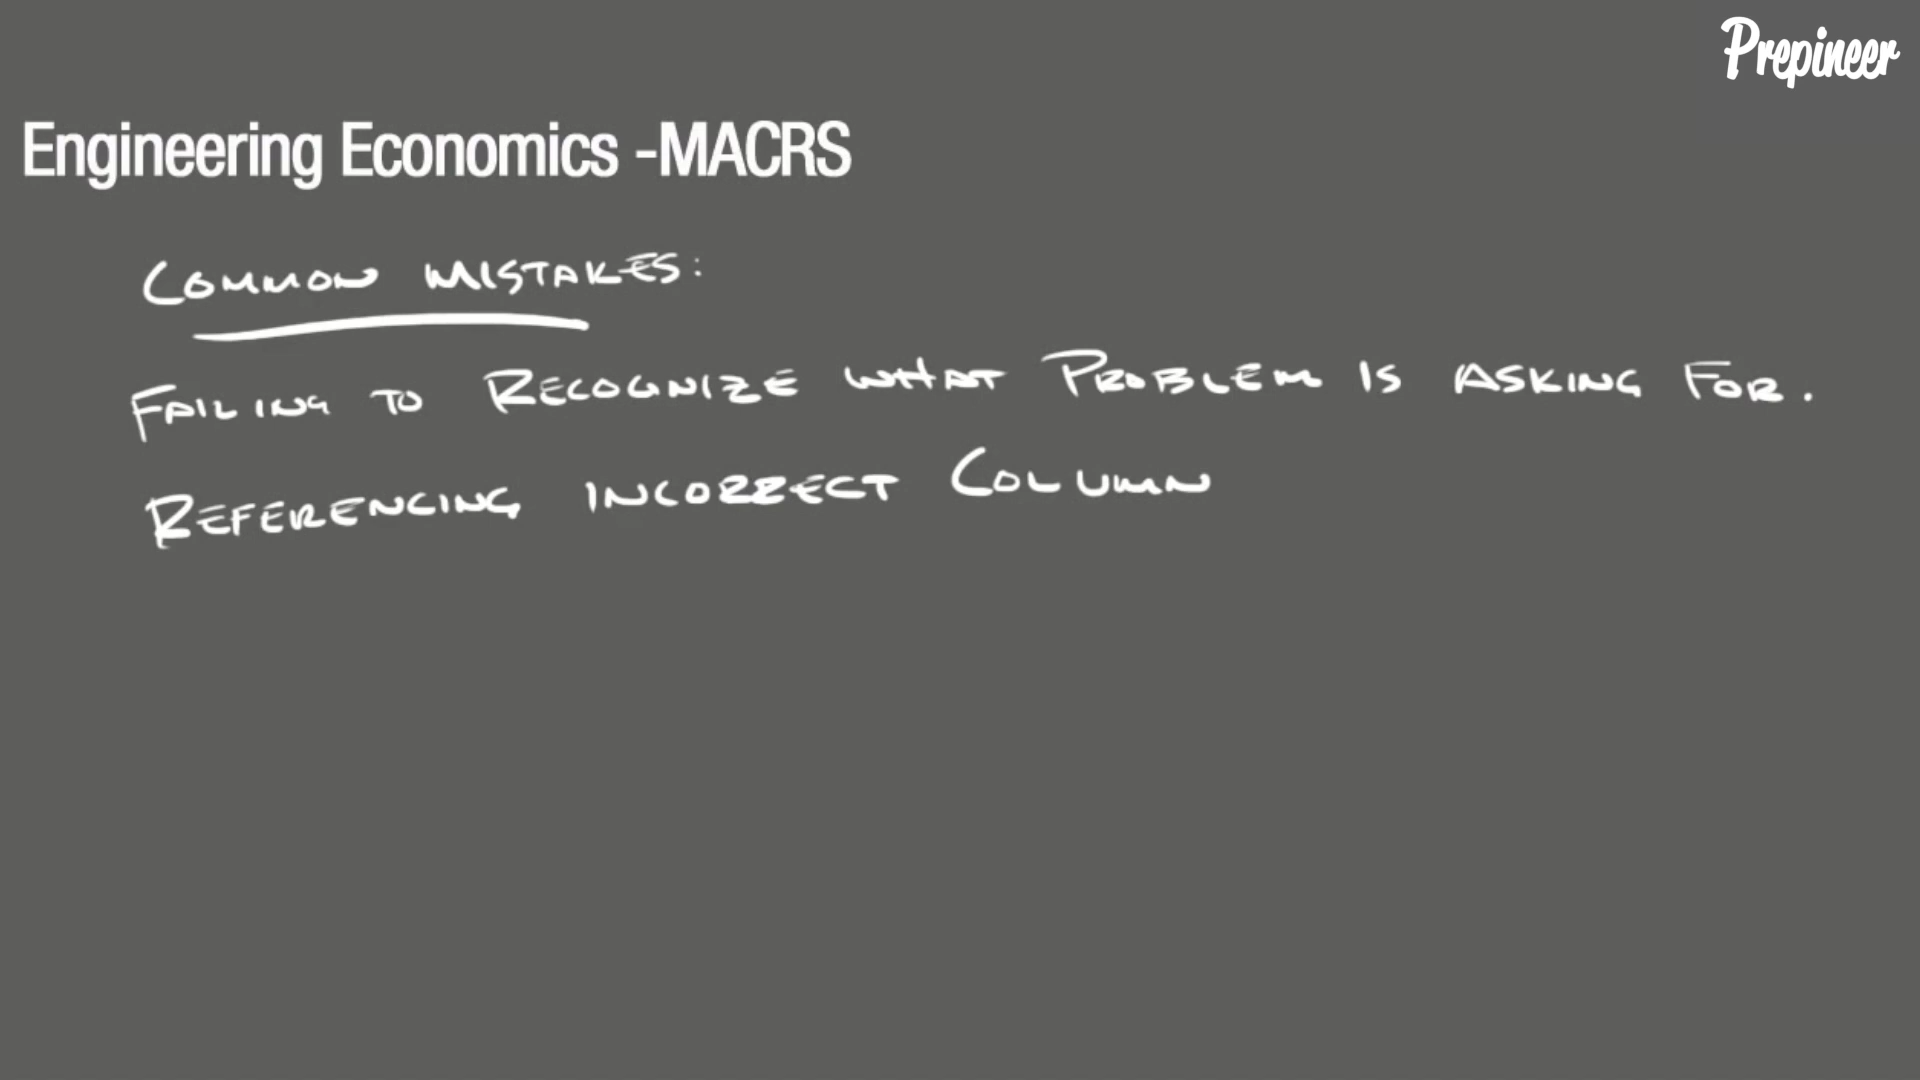 Prepineer
Engineering Economics -MACRS
COMMON MISTAKES:
FAILING TO RECOGNIZE WHAT PROBLEM IS ASKING FOR.
REFERENCING INCORRECT COLUMN